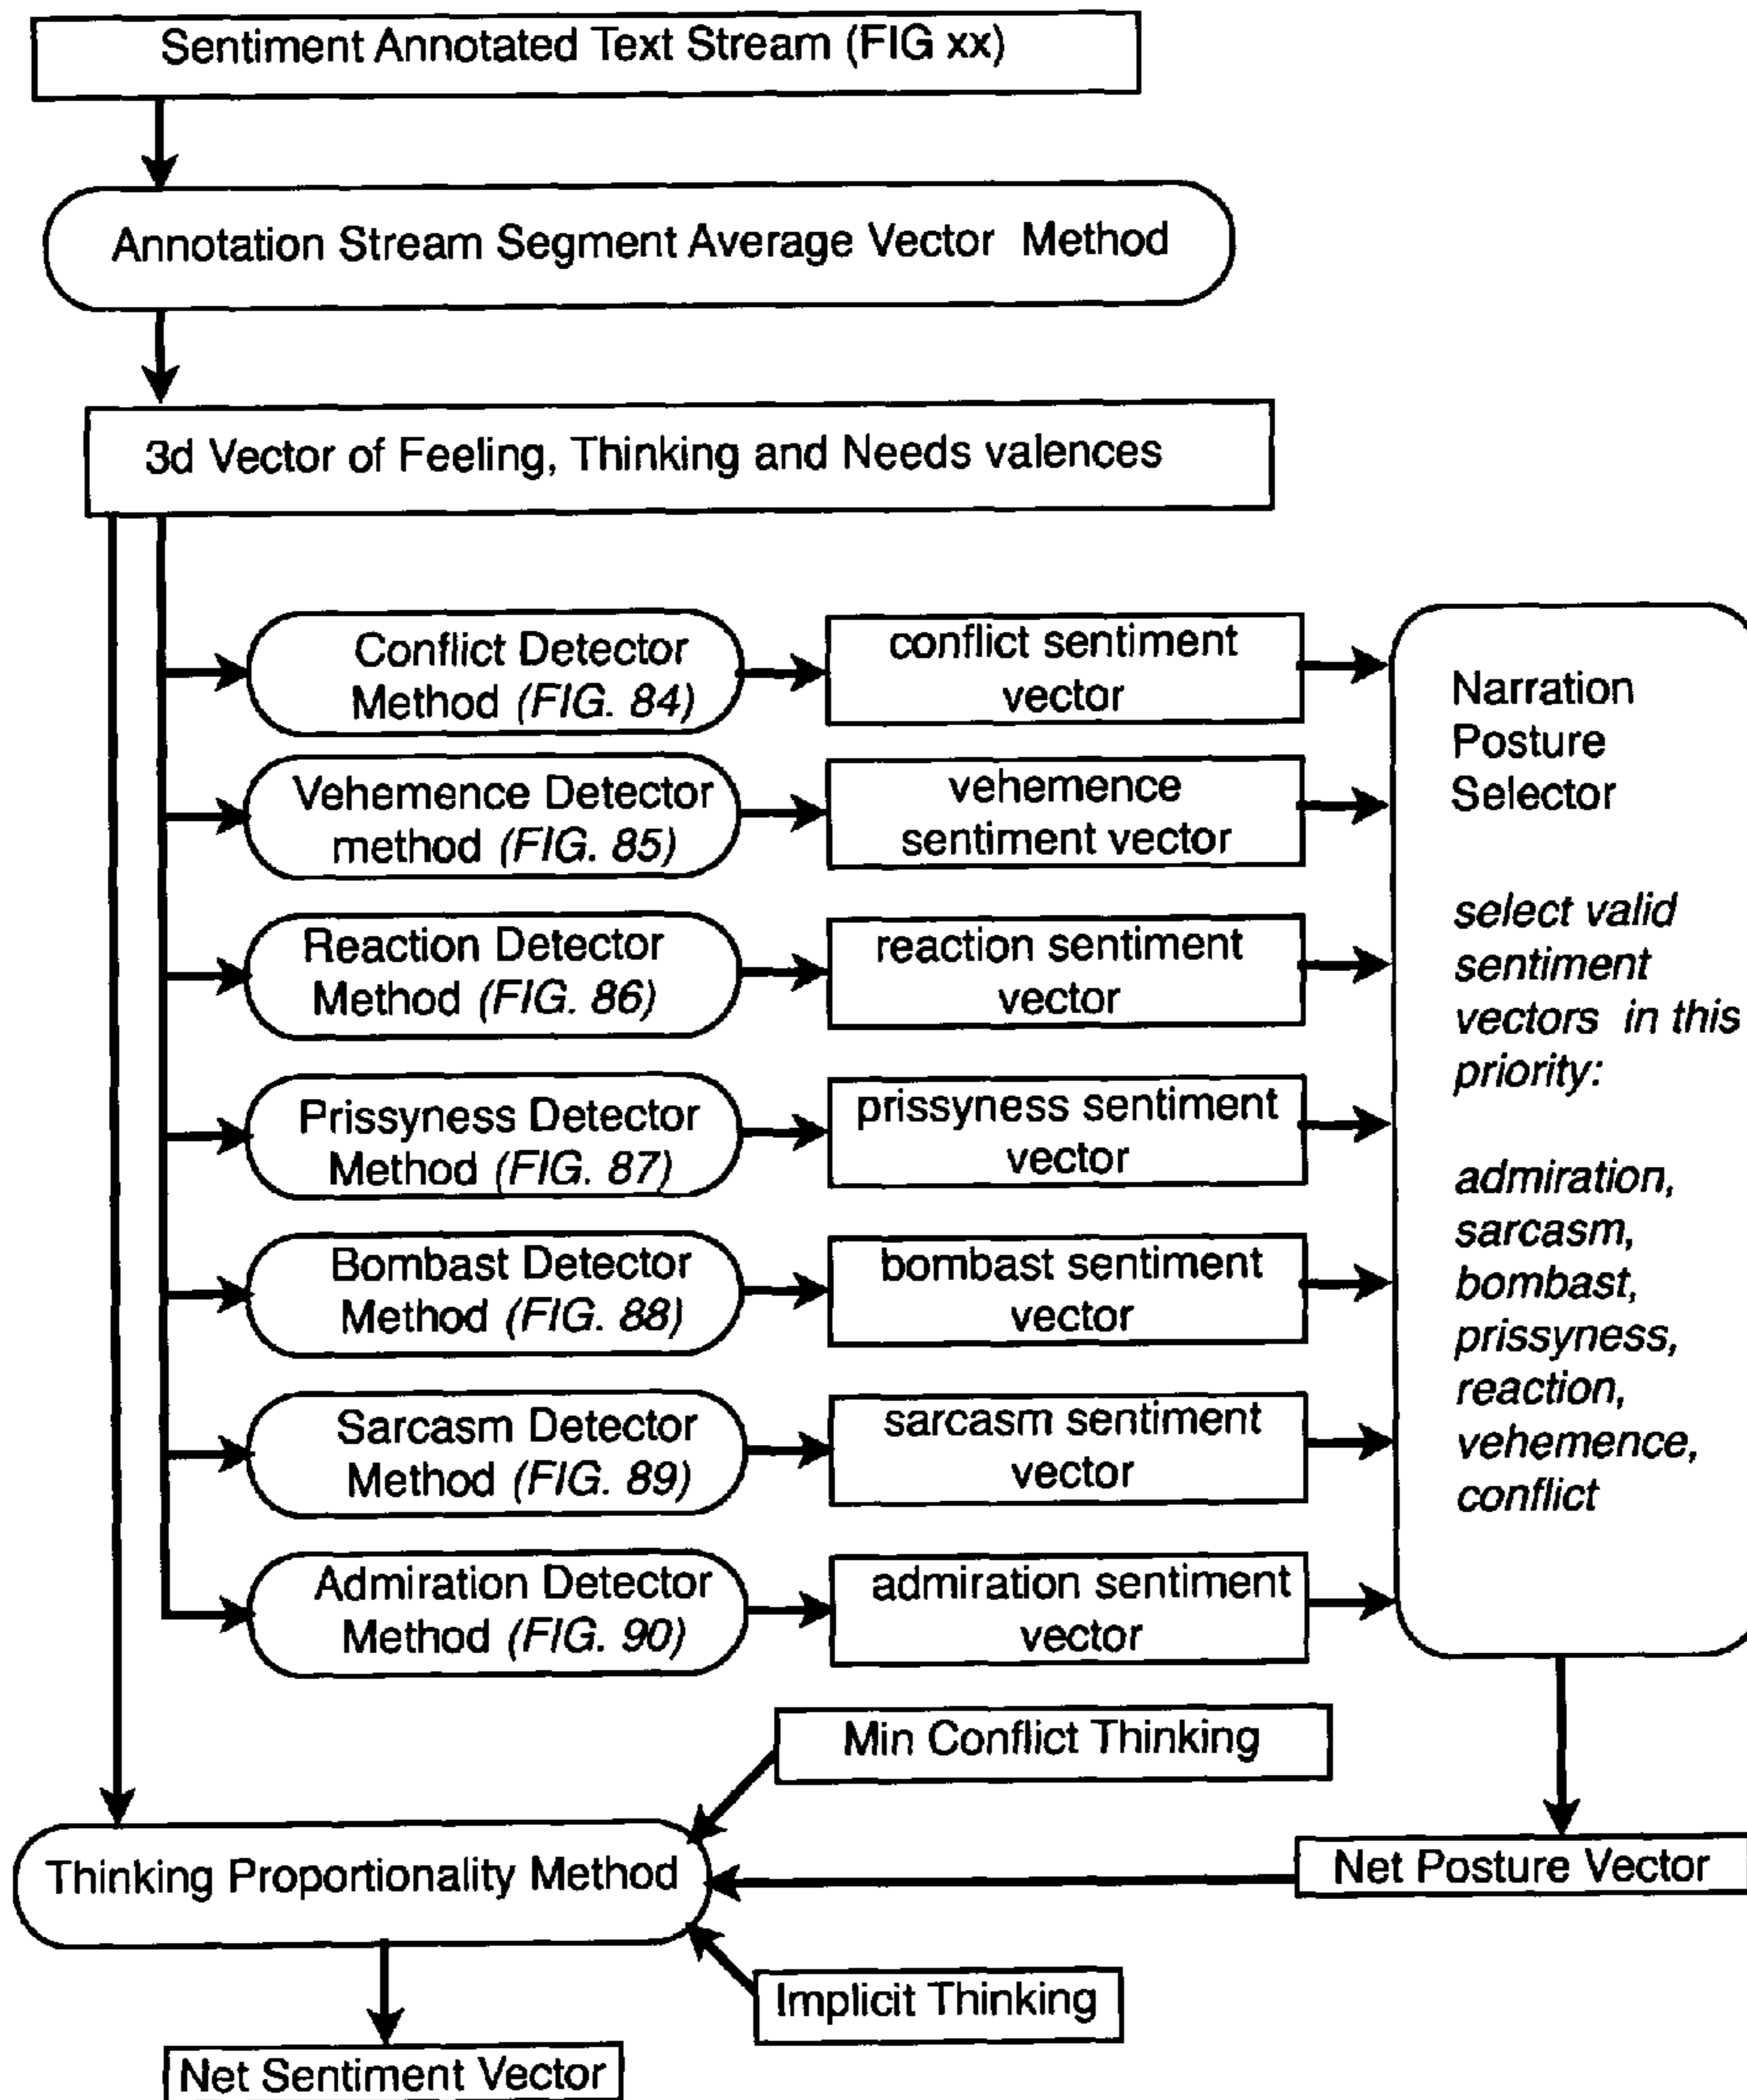 Sentiment Annotated Text Stream (FIG xx)
Annotation Stream Segment Average Vector Method
3d Vector of Feeling, Thinking and Needs valences
Conflict Detector
Method (FIG. 84)
conflict sentiment
vector
Vehemence Detector
method (FIG. 85)
vehemence
sentiment vector
Reaction Detector
Method (FIG. 86)
reaction sentiment
vector
Prissyness Detector
Method (FIG. 87)
prissyness sentiment
vector
Bombast Detector
Method (FIG. 88)
bombast sentiment
vector
Sarcasm Detector
Method (FIG. 89)
sarcasm sentiment
vector
Admiration Detector
Method (FIG. 90)
admiration sentiment
vector
Narration
Posture
Selector
select valid
sentiment
vectors in this
priority:
admiration,
sarcasm,
bombast,
prissyness,
reaction,
vehemence,
conflict
Min Conflict Thinking
Thinking Proportionality Method
Net Posture Vector
Implicit Thinking
Net Sentiment Vector